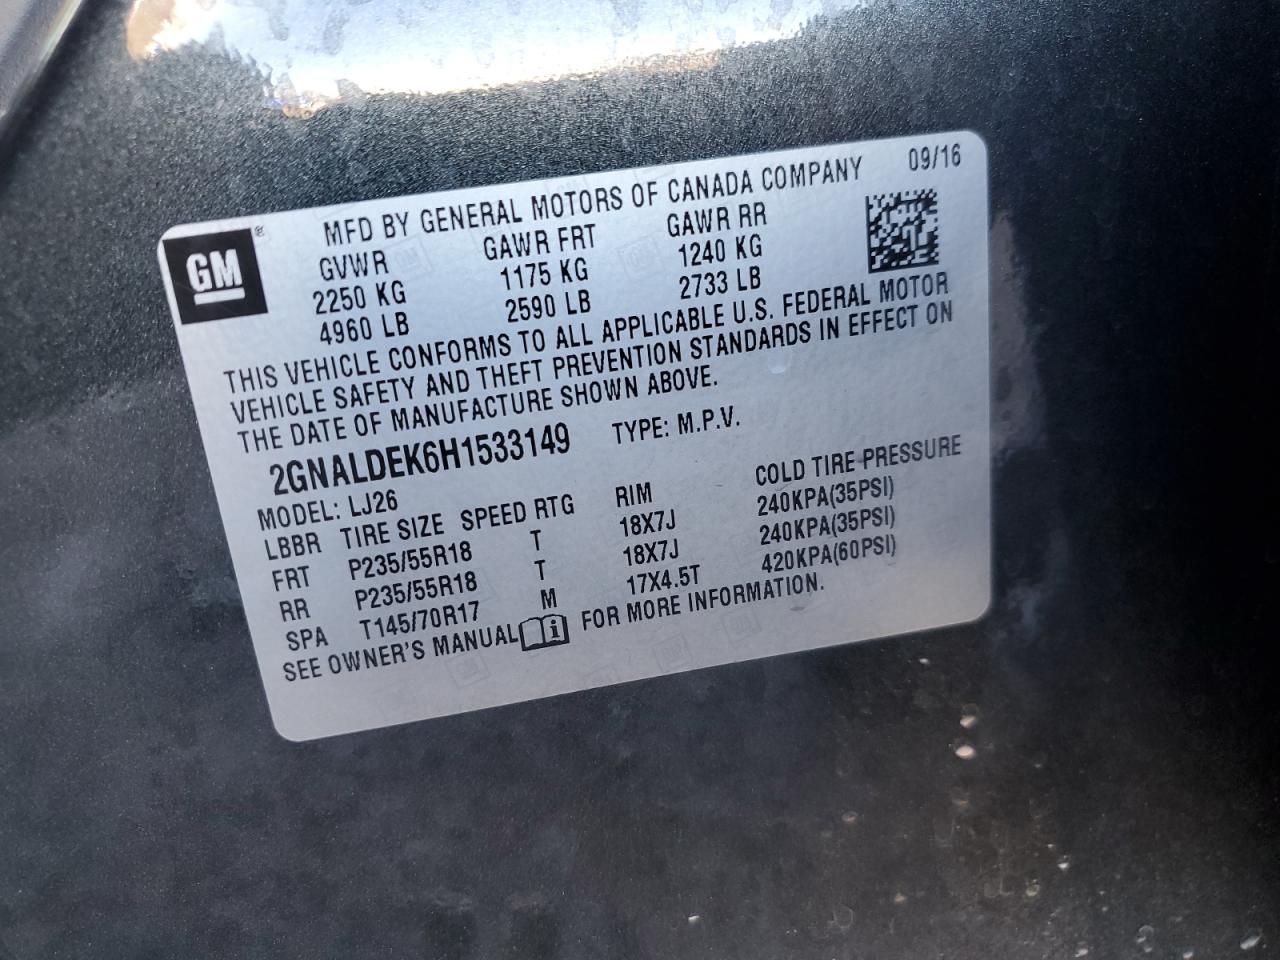 GM ®
MFD BY GENERAL MOTORS OF CANADA COMPANY 09/16
GVWR GAWR FRT GAWR RR
2250 KG 1175 KG 1240 KG
4960 LB 2590 LB 2733 LB
THIS VEHICLE CONFORMS TO ALL APPLICABLE U.S. FEDERAL MOTOR
VEHICLE SAFETY AND THEFT PREVENTION STANDARDS IN EFFECT ON
THE DATE OF MANUFACTURE SHOWN ABOVE.
2GNALDEK6H1533149 TYPE: M.P.V.
MODEL: LJ26
LBBR TIRE SIZE SPEED RTG RIM COLD TIRE PRESSURE
FRT P235/55R18 T 18X7J 240KPA(35PSI)
RR P235/55R18 T 18X7J 240KPA(35PSI)
SPA T145/70R17 M 17X4.5T 420KPA(60PSI)
SEE OWNER'S MANUAL i FOR MORE INFORMATION.